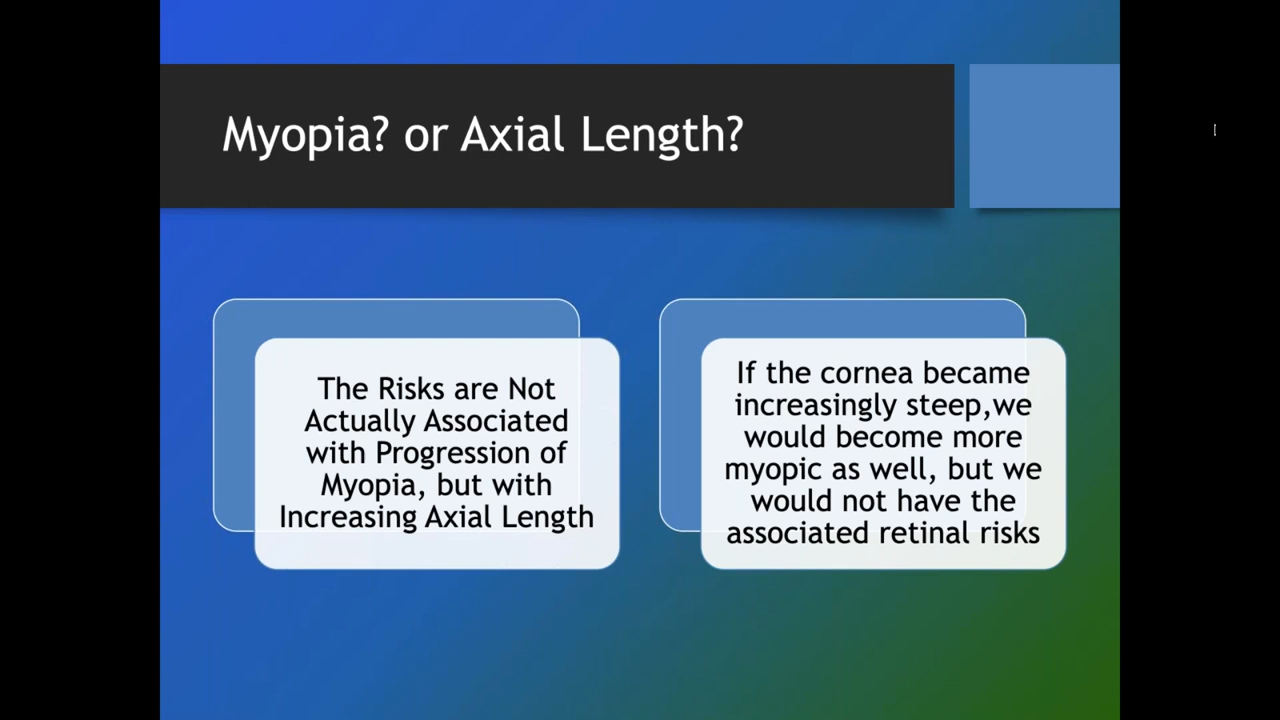 Myopia? or Axial Length?
The Risks are Not
Actually Associated
with Progression of
Myopia, but with
Increasing Axial Length
If the cornea became
increasingly steep,we
would become more
myopic as well, but we
would not have the
associated retinal risks